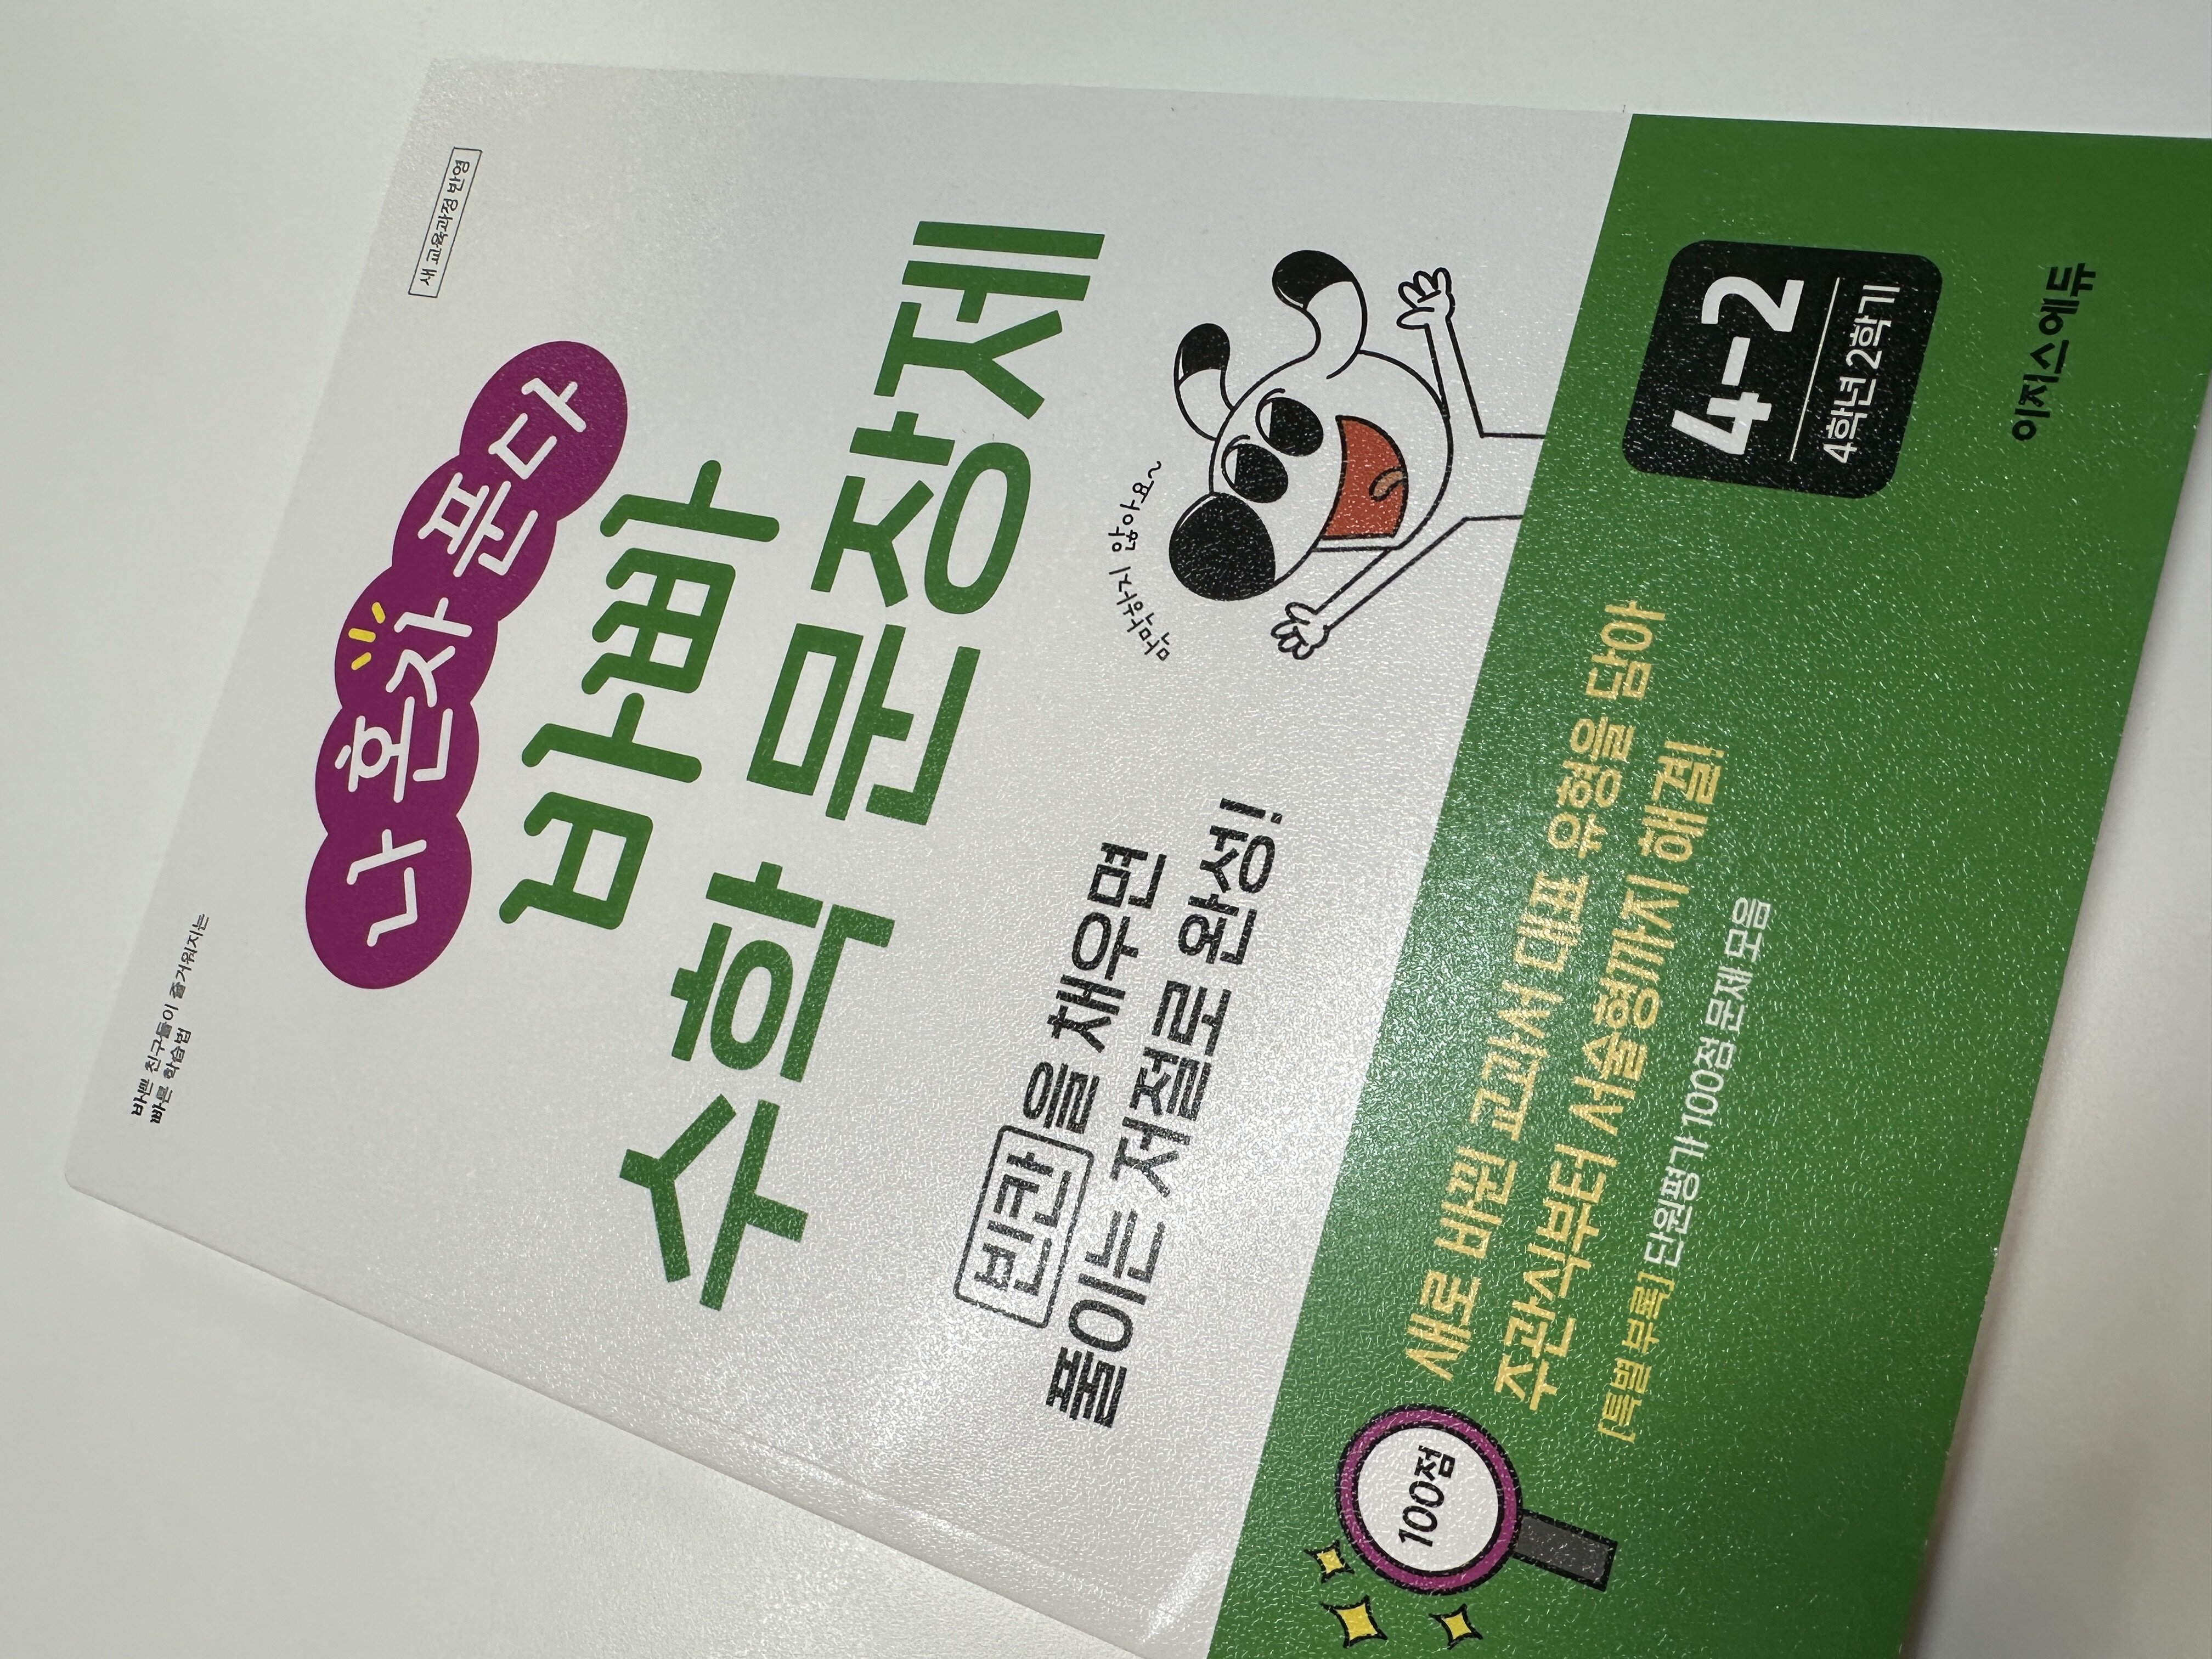 바쁜 친구들이 즐거워지는
빠른 학습법
새 교육과정 반영
나 혼자 푼다
바빠
수학 문장제
막막하지 않아요~
빈칸을 채우면
풀이는 저절로 완성!
100점
새로 바뀐 교과서 대표 유형을 담아
주관식부터 서술형까지 해결!
[특별 부록] 단원평가 100점 문제 모음
4-2
4학년 2학기
이지스에듀